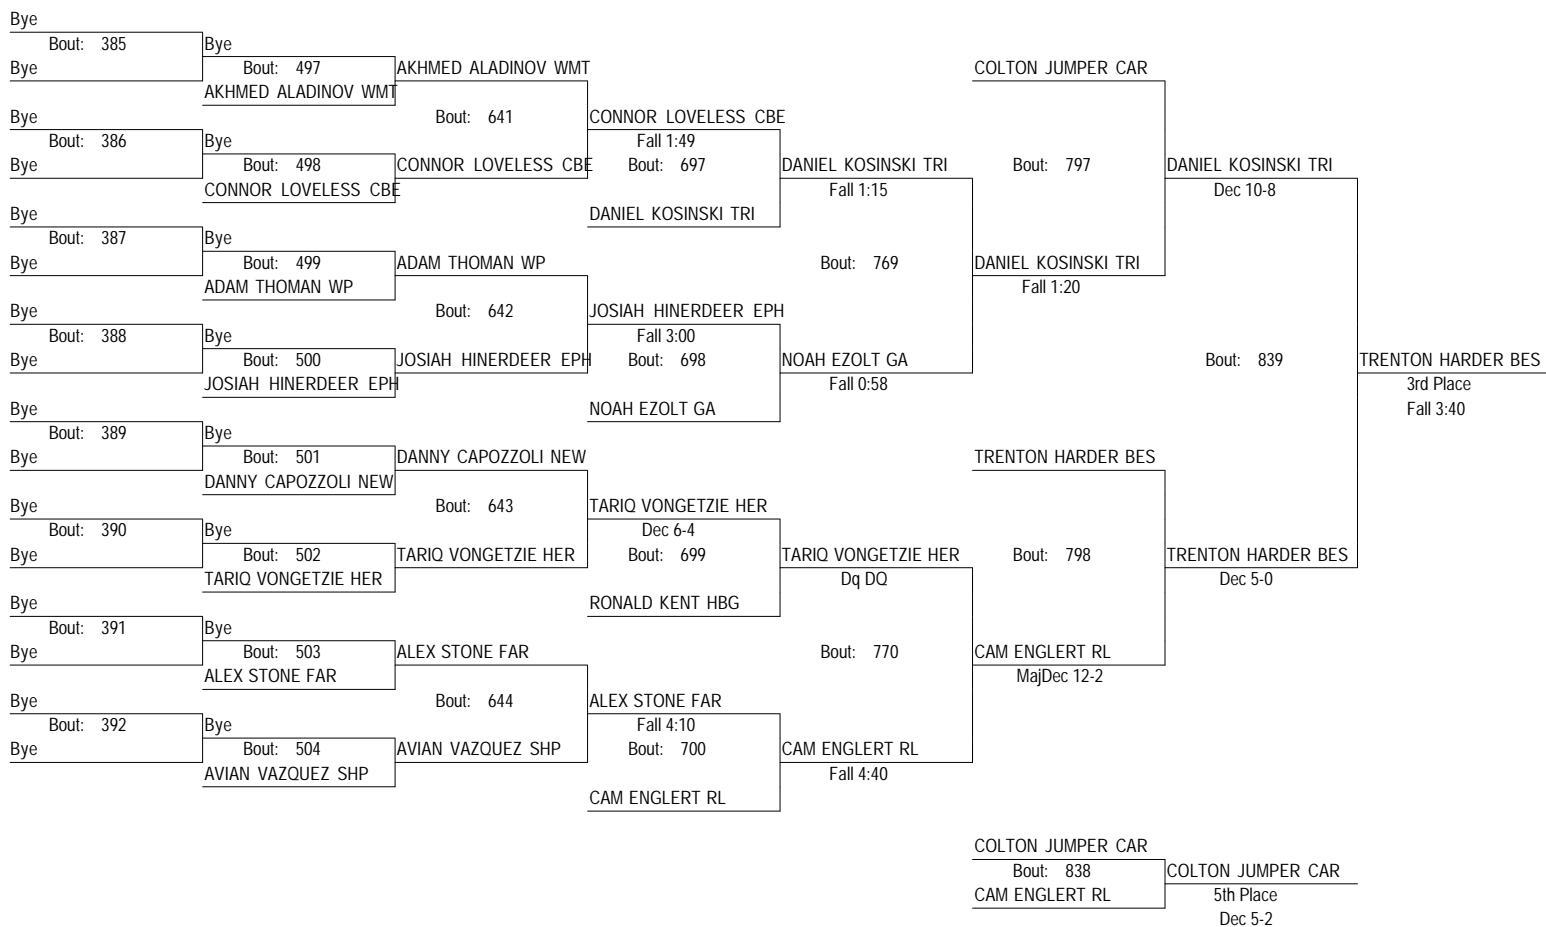 Bye
Bout: 385
Bye
Bye
Bout: 497
AKHMED ALADINOV WMT
AKHMED ALADINOV WMT
Bye
Bout: 386
Bye
Bye
Bout: 498
CONNOR LOVELESS CBE
CONNOR LOVELESS CBE
Bout: 641
CONNOR LOVELESS CBE
Fall 1:49
Bout: 697
DANIEL KOSINSKI TRI
DANIEL KOSINSKI TRI
Fall 1:15
Bye
Bout: 387
Bye
Bye
Bout: 499
ADAM THOMAN WP
ADAM THOMAN WP
Bye
Bout: 388
Bye
Bye
Bout: 500
JOSIAH HINERDEER EPH
JOSIAH HINERDEER EPH
Bout: 642
JOSIAH HINERDEER EPH
Fall 3:00
Bout: 698
NOAH EZOLT GA
NOAH EZOLT GA
Fall 0:58
Bout: 769
COLTON JUMPER CAR
Bout: 797
DANIEL KOSINSKI TRI
Fall 1:20
DANIEL KOSINSKI TRI
Dec 10-8
Bye
Bout: 389
Bye
Bye
Bout: 501
DANNY CAPOZZOLI NEW
DANNY CAPOZZOLI NEW
Bye
Bout: 390
Bye
Bye
Bout: 502
TARIQ VONGETZIE HER
TARIQ VONGETZIE HER
Bout: 643
TARIQ VONGETZIE HER
Dec 6-4
Bout: 699
RONALD KENT HBG
TARIQ VONGETZIE HER
Dq DQ
Bye
Bout: 391
Bye
Bye
Bout: 503
ALEX STONE FAR
ALEX STONE FAR
Bye
Bout: 392
Bye
Bye
Bout: 504
AVIAN VAZQUEZ SHP
AVIAN VAZQUEZ SHP
Bout: 644
ALEX STONE FAR
Fall 4:10
Bout: 700
CAM ENGLERT RL
CAM ENGLERT RL
Fall 4:40
Bout: 770
TRENTON HARDER BES
Bout: 798
CAM ENGLERT RL
MajDec 12-2
TRENTON HARDER BES
Dec 5-0
Bout: 839
TRENTON HARDER BES
3rd Place
Fall 3:40
COLTON JUMPER CAR
Bout: 838
CAM ENGLERT RL
COLTON JUMPER CAR
5th Place
Dec 5-2